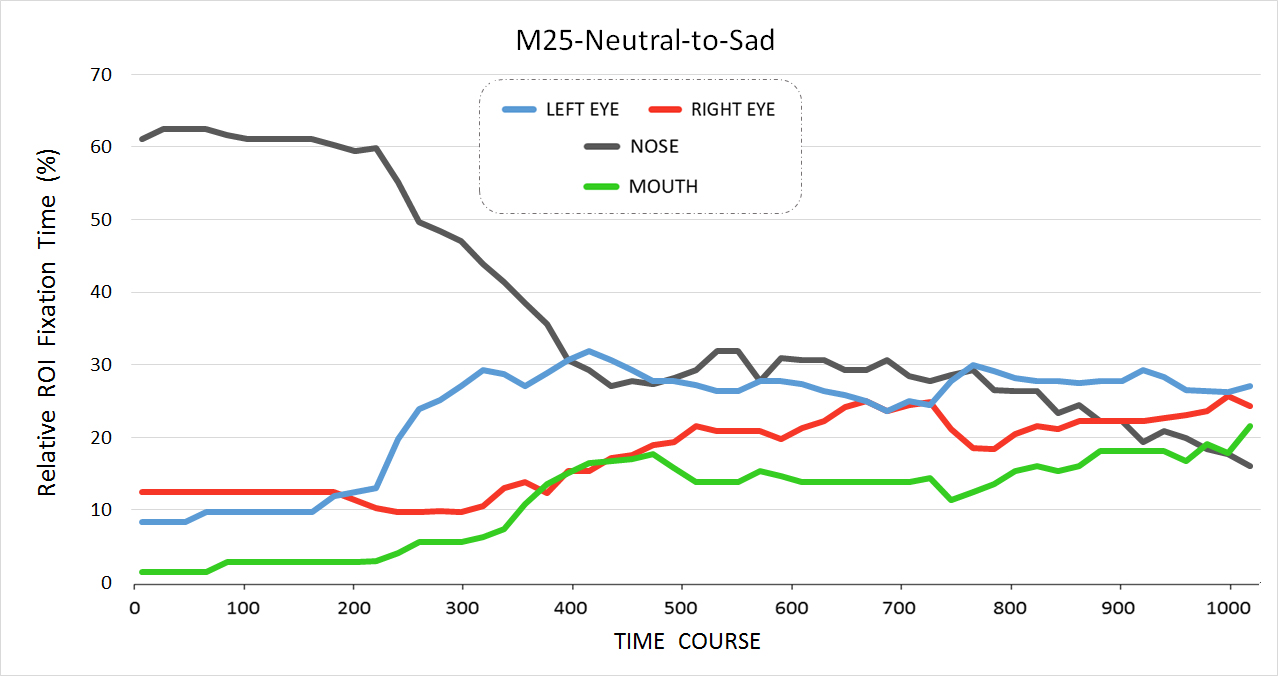 M25-Neutral-to-Sad
LEFT EYE RIGHT EYE
NOSE
MOUTH
Relative ROI Fixation Time (%)
70
60
50
40
30
20
10
0
0 100 200 300 400 500 600 700 800 900 1000
TIME COURSE